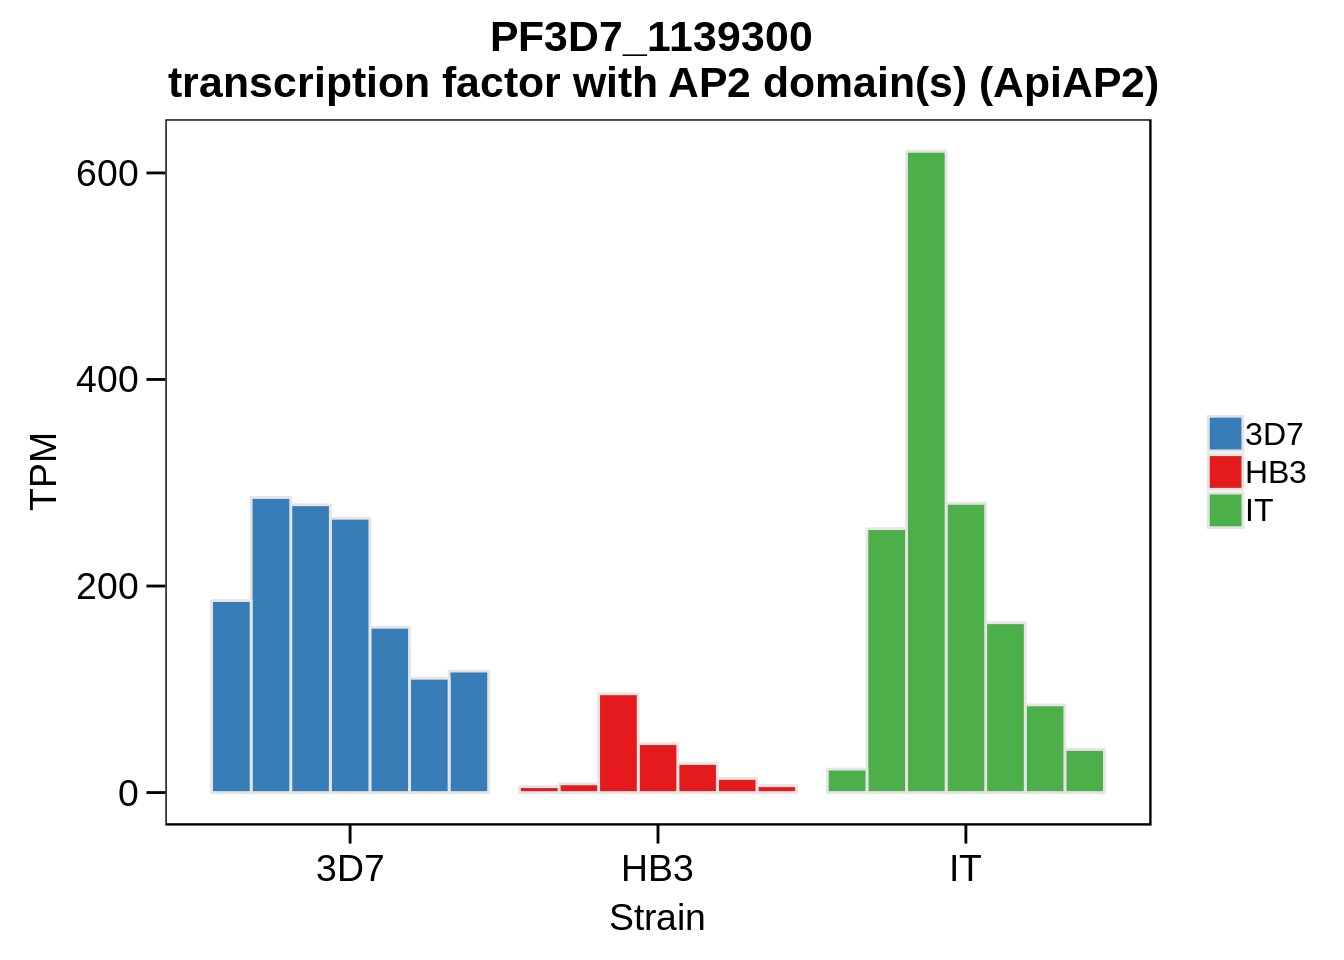 PF3D7_1139300
transcription factor with AP2 domain(s) (ApiAP2)
600
400
200
0
TPM
3D7
HB3
IT
Strain
3D7
HB3
IT